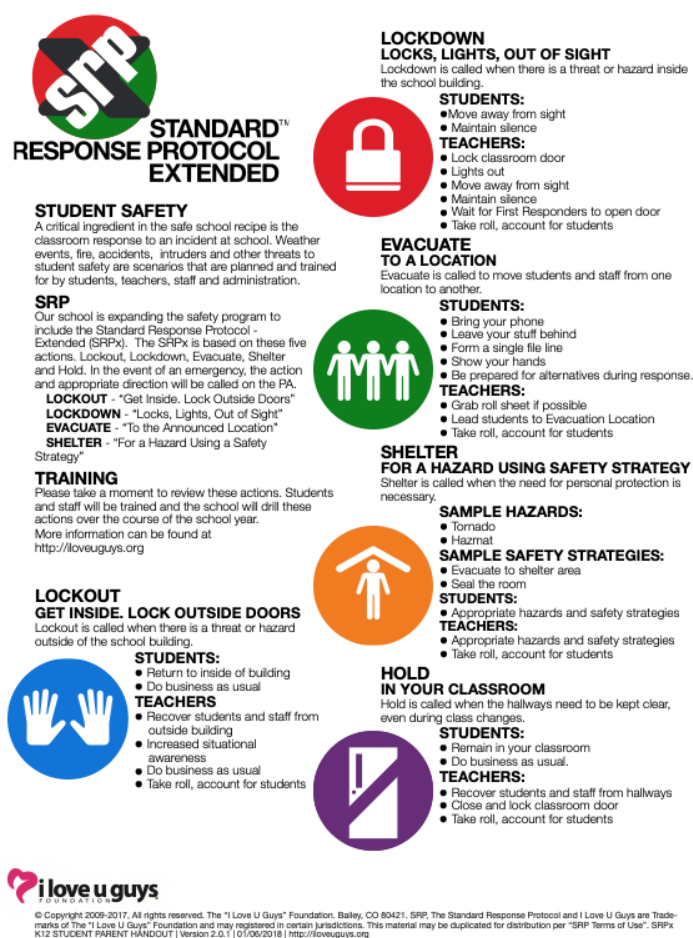 srp
STANDARD™
RESPONSE PROTOCOL
EXTENDED
STUDENT SAFETY
A critical ingredient in the safe school recipe is the
classroom response to an incident at school. Weather
events, fire, accidents, intruders and other threats to
student safety are scenarios that are planned and trained
for by students, teachers, staff and administration.
SRP
Our school is expanding the safety program to
include the Standard Response Protocol -
Extended (SRPx). The SRPx is based on these five
actions. Lockout, Lockdown, Evacuate, Shelter
and Hold. In the event of an emergency, the action
and appropriate direction will be called on the PA.
LOCKOUT - “Get Inside. Lock Outside Doors”
LOCKDOWN - “Locks, Lights, Out of Sight”
EVACUATE - “To the Announced Location”
SHELTER - “For a Hazard Using a Safety
Strategy”
TRAINING
Please take a moment to review these actions. Students
and staff will be trained and the school will drill these
actions over the course of the school year.
More information can be found at
http://iloveuguys.org
LOCKOUT
GET INSIDE. LOCK OUTSIDE DOORS
Lockout is called when there is a threat or hazard
outside of the school building.
STUDENTS:
● Return to inside of building
● Do business as usual
TEACHERS
● Recover students and staff from
outside building
● Increased situational
awareness
● Do business as usual
● Take roll, account for students
LOCKDOWN
LOCKS, LIGHTS, OUT OF SIGHT
Lockdown is called when there is a threat or hazard inside
the school building.
STUDENTS:
●Move away from sight
● Maintain silence
TEACHERS:
● Lock classroom door
● Lights out
● Move away from sight
● Maintain silence
● Wait for First Responders to open door
● Take roll, account for students
EVACUATE
TO A LOCATION
Evacuate is called to move students and staff from one
location to another.
STUDENTS:
● Bring your phone
● Leave your stuff behind
● Form a single file line
● Show your hands
● Be prepared for alternatives during response.
TEACHERS:
● Grab roll sheet if possible
● Lead students to Evacuation Location
● Take roll, account for students
SHELTER
FOR A HAZARD USING SAFETY STRATEGY
Shelter is called when the need for personal protection is
necessary.
SAMPLE HAZARDS:
● Tornado
● Hazmat
SAMPLE SAFETY STRATEGIES:
● Evacuate to shelter area
● Seal the room
STUDENTS:
● Appropriate hazards and safety strategies
TEACHERS:
● Appropriate hazards and safety strategies
● Take roll, account for students
HOLD
IN YOUR CLASSROOM
Hold is called when the hallways need to be kept clear,
even during class changes.
STUDENTS:
● Remain in your classroom
● Do business as usual.
TEACHERS:
● Recover students and staff from hallways
● Close and lock classroom door
● Take roll, account for students
i love u guys
FOUNDATION
© Copyright 2009-2017, All rights reserved. The “I Love U Guys” Foundation. Bailey, CO 80421. SRP, The Standard Response Protocol and I Love U Guys are Trade-
marks of The “I Love U Guys” Foundation and may registered in certain jurisdictions. This material may be duplicated for distribution per “SRP Terms of Use”. SRPx
K12 STUDENT PARENT HANDOUT | Version 2.0.1 | 01/06/2018 | http://iloveuguys.org